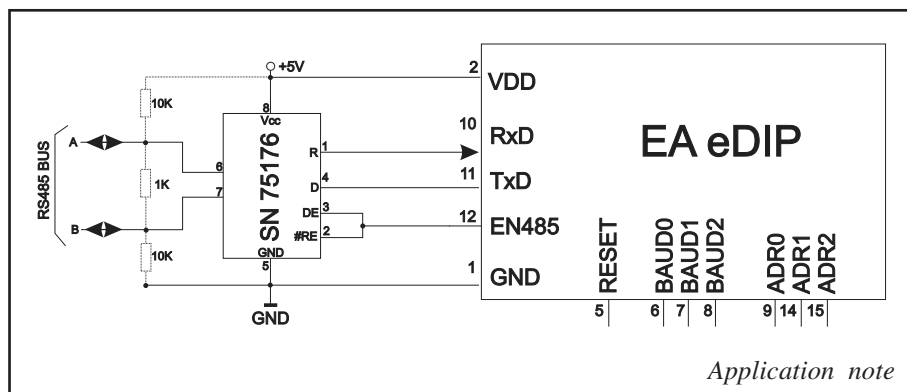 +5V
2
VDD
10K
8
Vcc
10
RxD
EA eDIP
A
R
1
6
RS485 BUS
1K
SN 75176
D
4
11
TxD
7
DE
3
12
EN485
B
#RE
2
10K
GND
5
1
GND
GND
RESET
BAUD0
BAUD1
BAUD2
ADR0
ADR1
ADR2
5
6
7
8
9
14
15
Application note